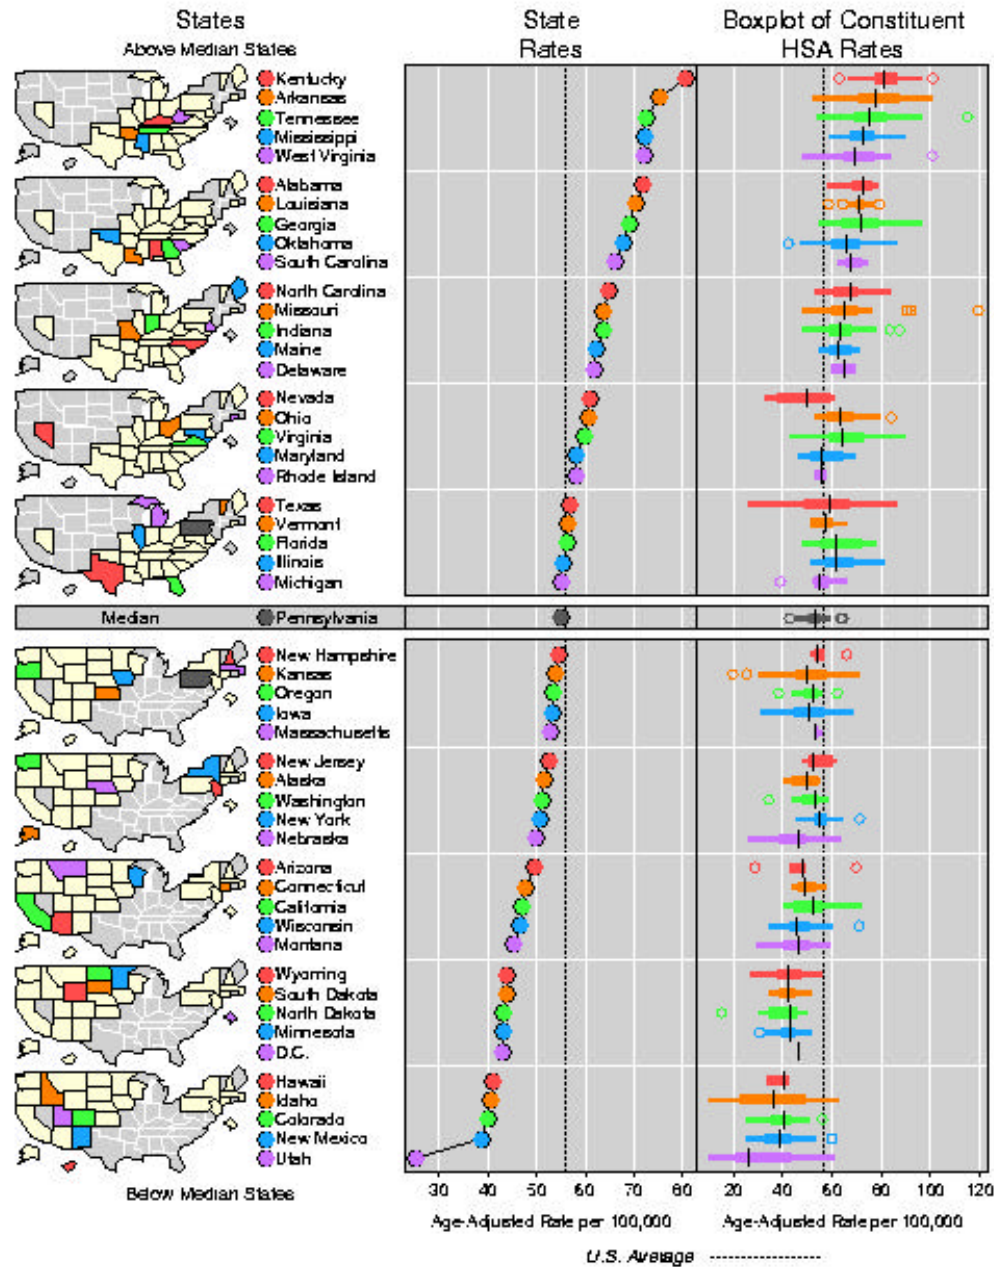 States
Above Median States
State
Rates
Boxplot of Constituent
HSA Rates
Kentucky
Arkansas
Tennessee
Mississippi
West Virginia
Alabama
Louisiana
Georgia
Oklahoma
South Carolina
North Carolina
Missouri
Indiana
Maine
Delaware
Nevada
Ohio
Virginia
Maryland
Rhode Island
Texas
Vermont
Florida
Illinois
Michigan
Median
Pennsylvania
New Hampshire
Kansas
Oregon
Iowa
Massachusetts
New Jersey
Alaska
Washington
New York
Nebraska
Arizona
Connecticut
California
Wisconsin
Montana
Wyoming
South Dakota
North Dakota
Minnesota
D.C.
Hawaii
Idaho
Colorado
New Mexico
Utah
Below Median States
30 40 50 60 70 80
20 40 60 80 100 120
Age-Adjusted Rate per 100,000
Age-Adjusted Rate per 100,000
U.S. Average